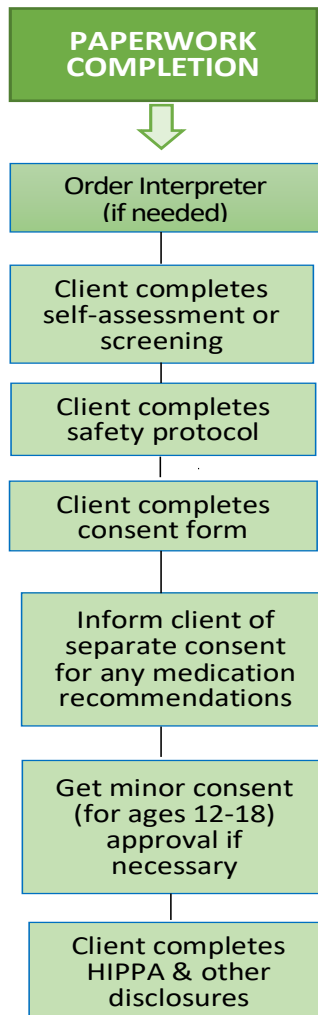 PAPERWORK
COMPLETION
Order Interpreter
(if needed)
Client completes
self-assessment or
screening
Client completes
safety protocol
Client completes
consent form
Inform client of
separate consent
for any medication
recommendations
Get minor consent
(for ages 12-18)
approval if
necessary
Client completes
HIPPA & other
disclosures